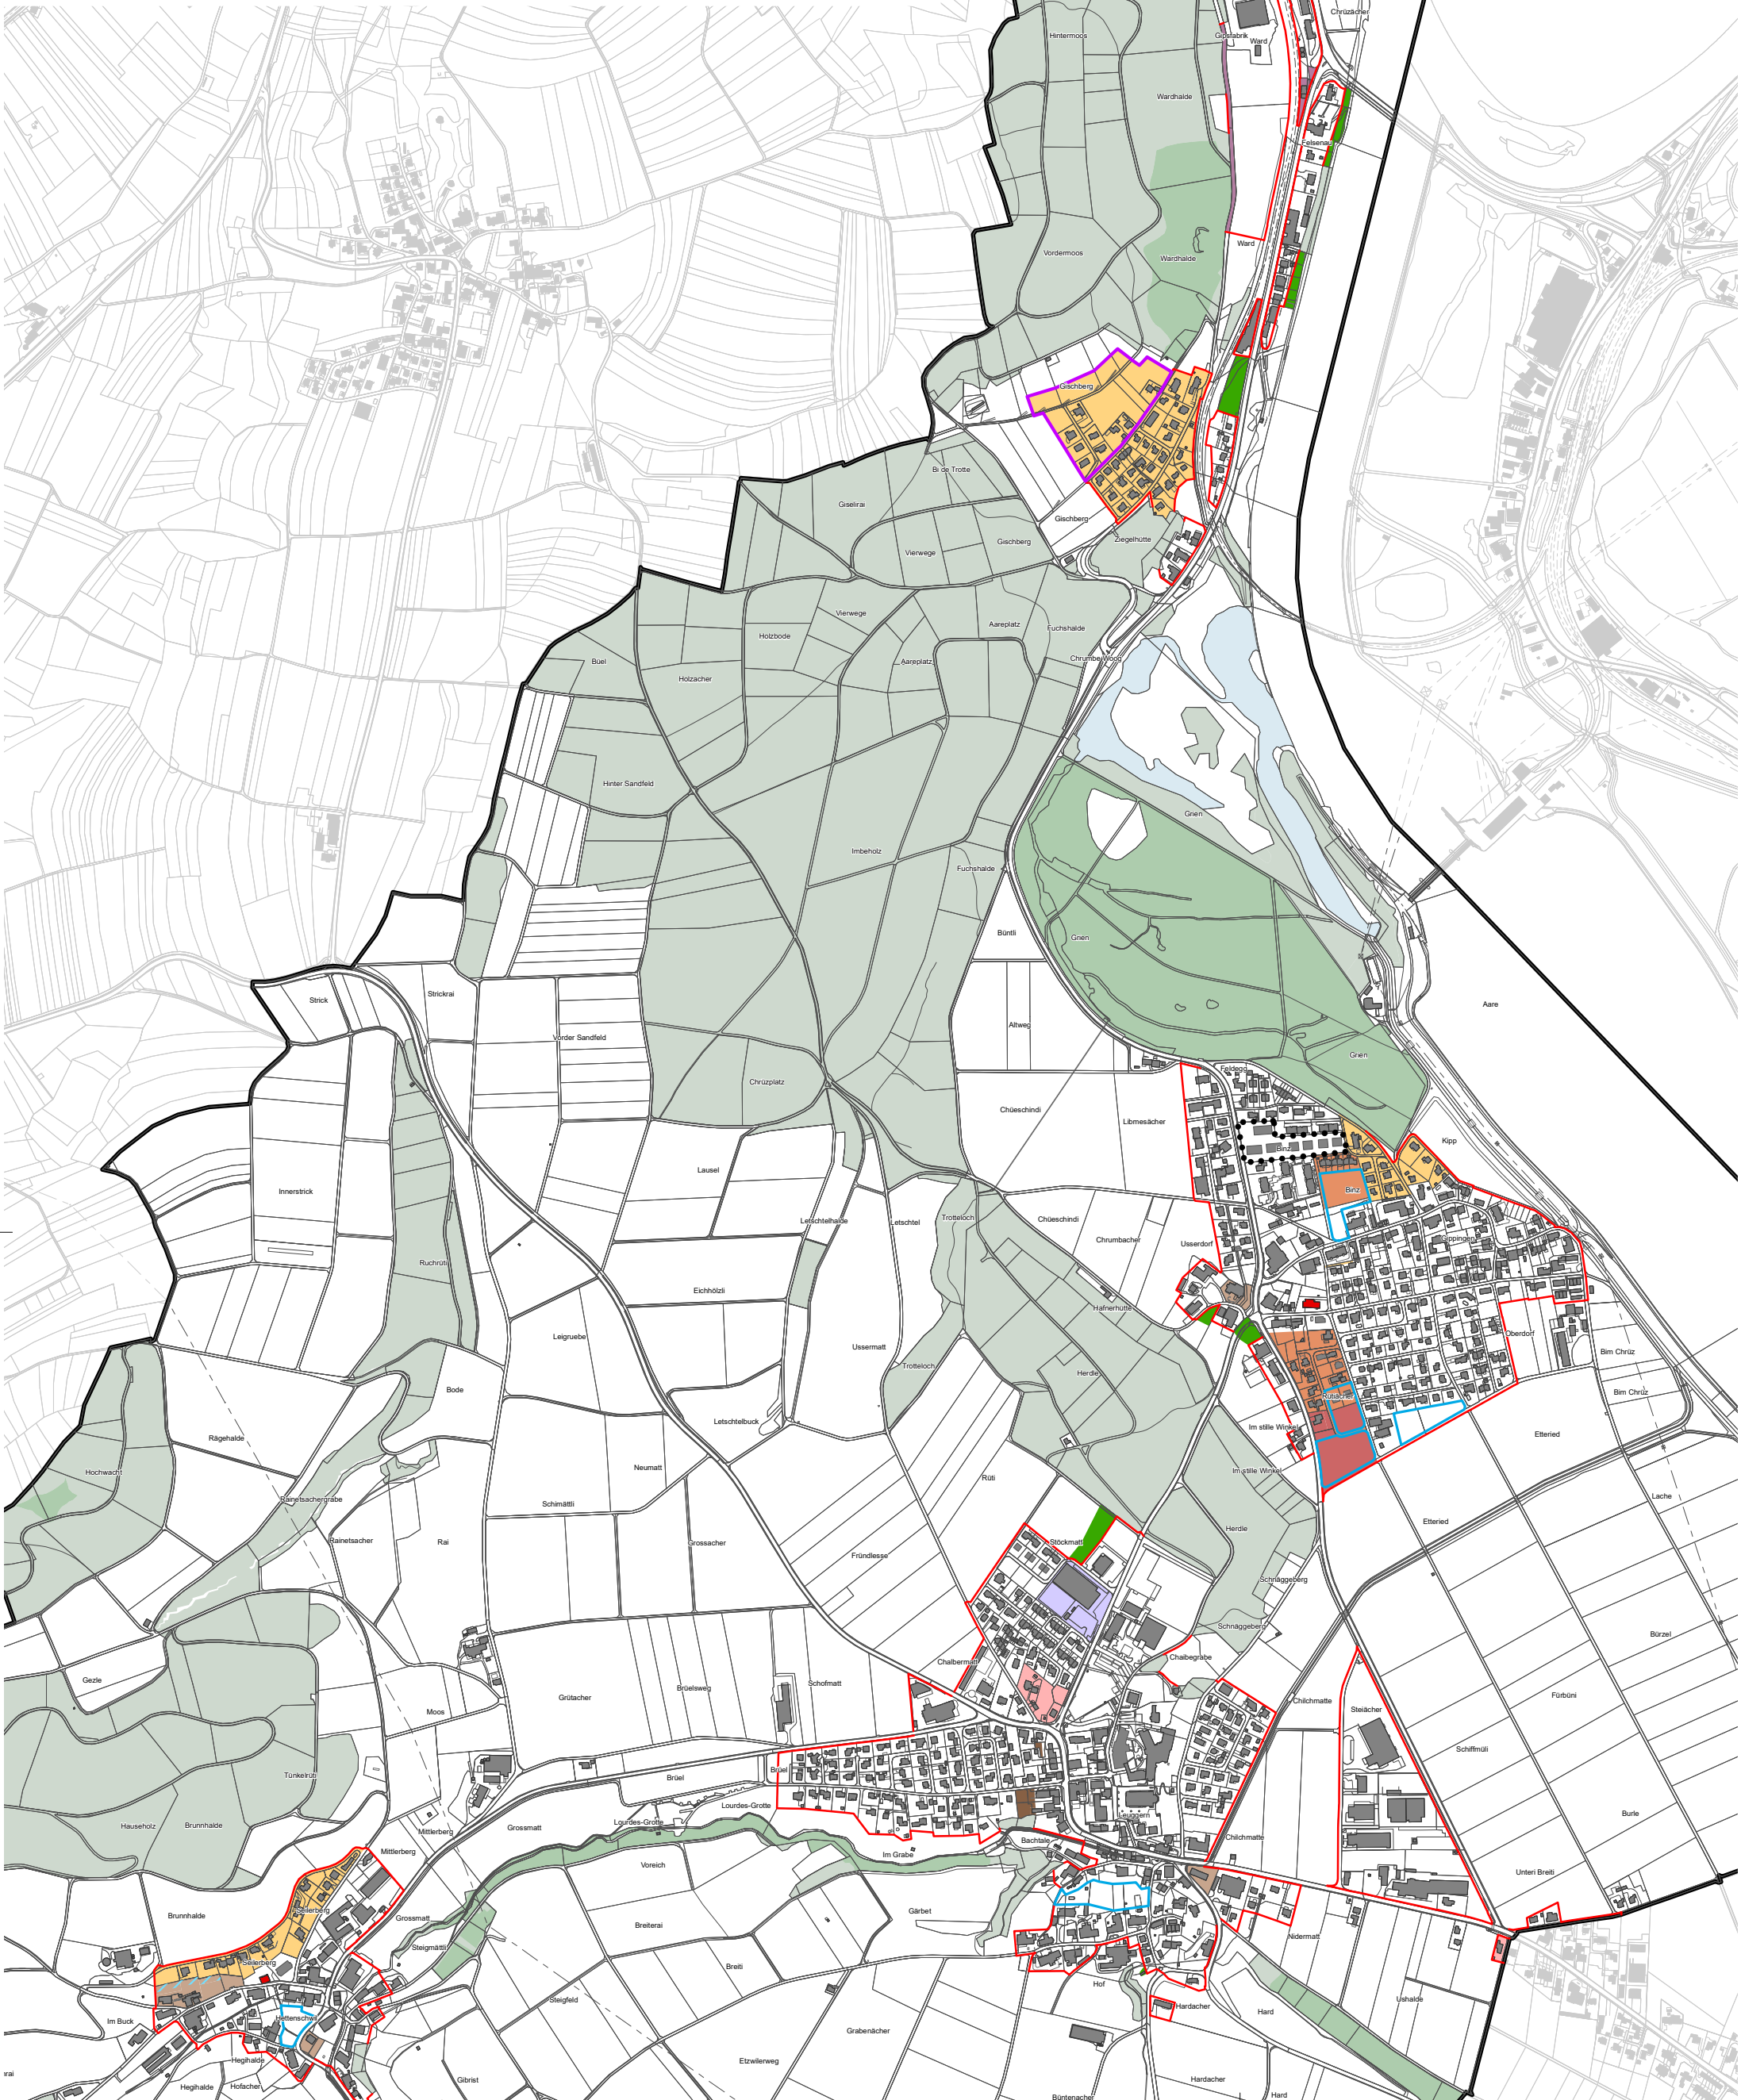 Chrüzächer
Hintermoos
Gipsfabrik
Ward
Wardhalde
Felsenau
Ward
Vordermoos
Wardhalde
Gischberg
Bi de Trotte
Giselirai
Gischberg
Gischberg
Ziegelhütte
Vierwege
Vierwege
Aareplatz
Holzbode
Fuchshalde
Büel
Aareplatz
Chrumbe Woog
Holzacher
Hinter Sandfeld
Grien
Imbeholz
Fuchshalde
Büntli
Grien
Strick
Strickrai
Aare
Altweg
Vorder Sandfeld
Grien
Feldegg
Chrüzplatz
Chüeschindi
Libmesächer
Kipp
Binz
Lausel
Innerstrick
Binz
Letschtelhalde
Letschtel
Trotteloch
Chüeschindi
Chrumbacher
Usserdorf
Gippingen
Ruchrüti
Eichhölzli
Hafnerhütte
Leigruebe
Oberdorf
Ussermatt
Bim Chrüz
Trotteloch
Herdle
Bode
Bim Chrüz
Rütiächer
Letschtelbuck
Im stille Winkel
Etteried
Rägehalde
Neumatt
Hochwacht
Im stille Winkel
Rüti
Lache
Rainetsachergrabe
Schimättli
Etteried
Herdle
Rainetsacher
Rai
Grossacher
Stöckmatt
Fründlesse
Schnäggeberg
Schnäggeberg
Bürzel
Chaibegrabe
Chalbermatt
Gezle
Schofmatt
Brüelsweg
Grütacher
Fürbüni
Chilchmatte
Steiächer
Moos
Schiffmüli
Brüel
Tünkelrüti
Brüel
Lourdes-Grotte
Burle
Leuggern
Lourdes-Grotte
Hauseholz
Brunnhalde
Grossmatt
Mittlerberg
Chilchmatte
Bachtale
Mittlerberg
Im Grabe
Voreich
Unteri Breiti
Brunnhalde
Seilerberg
Gärbet
Grossmatt
Breiterai
Nidermatt
Steigmättli
Seilerberg
Breiti
Hof
Steigfeld
Ushalde
Hardacher
Hard
Hettenschwil
Im Buck
Grabenächer
Hegihalde
Etzwilerweg
Gibrist
Hardacher
Hegihalde
Hofacher
Hard
Büntenacher